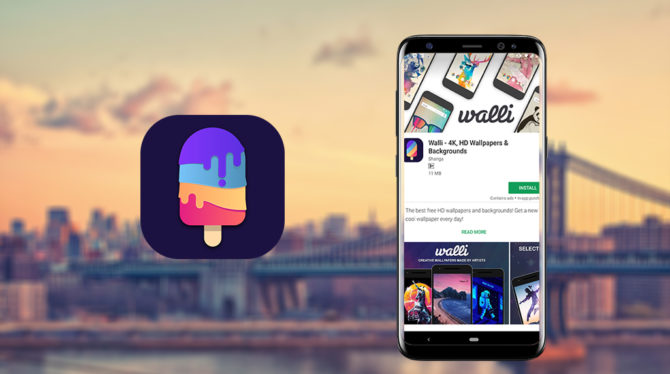 walli
Walli - 4K, HD Wallpapers &
Backgrounds
Shanga
11 MB
INSTALL
Contains ads • In-app purch
The best free HD wallpapers and backgrounds! Get a new
cool wallpaper every day!
READ MORE
walli
CREATIVE WALLPAPERS MADE BY ARTISTS
SELECT